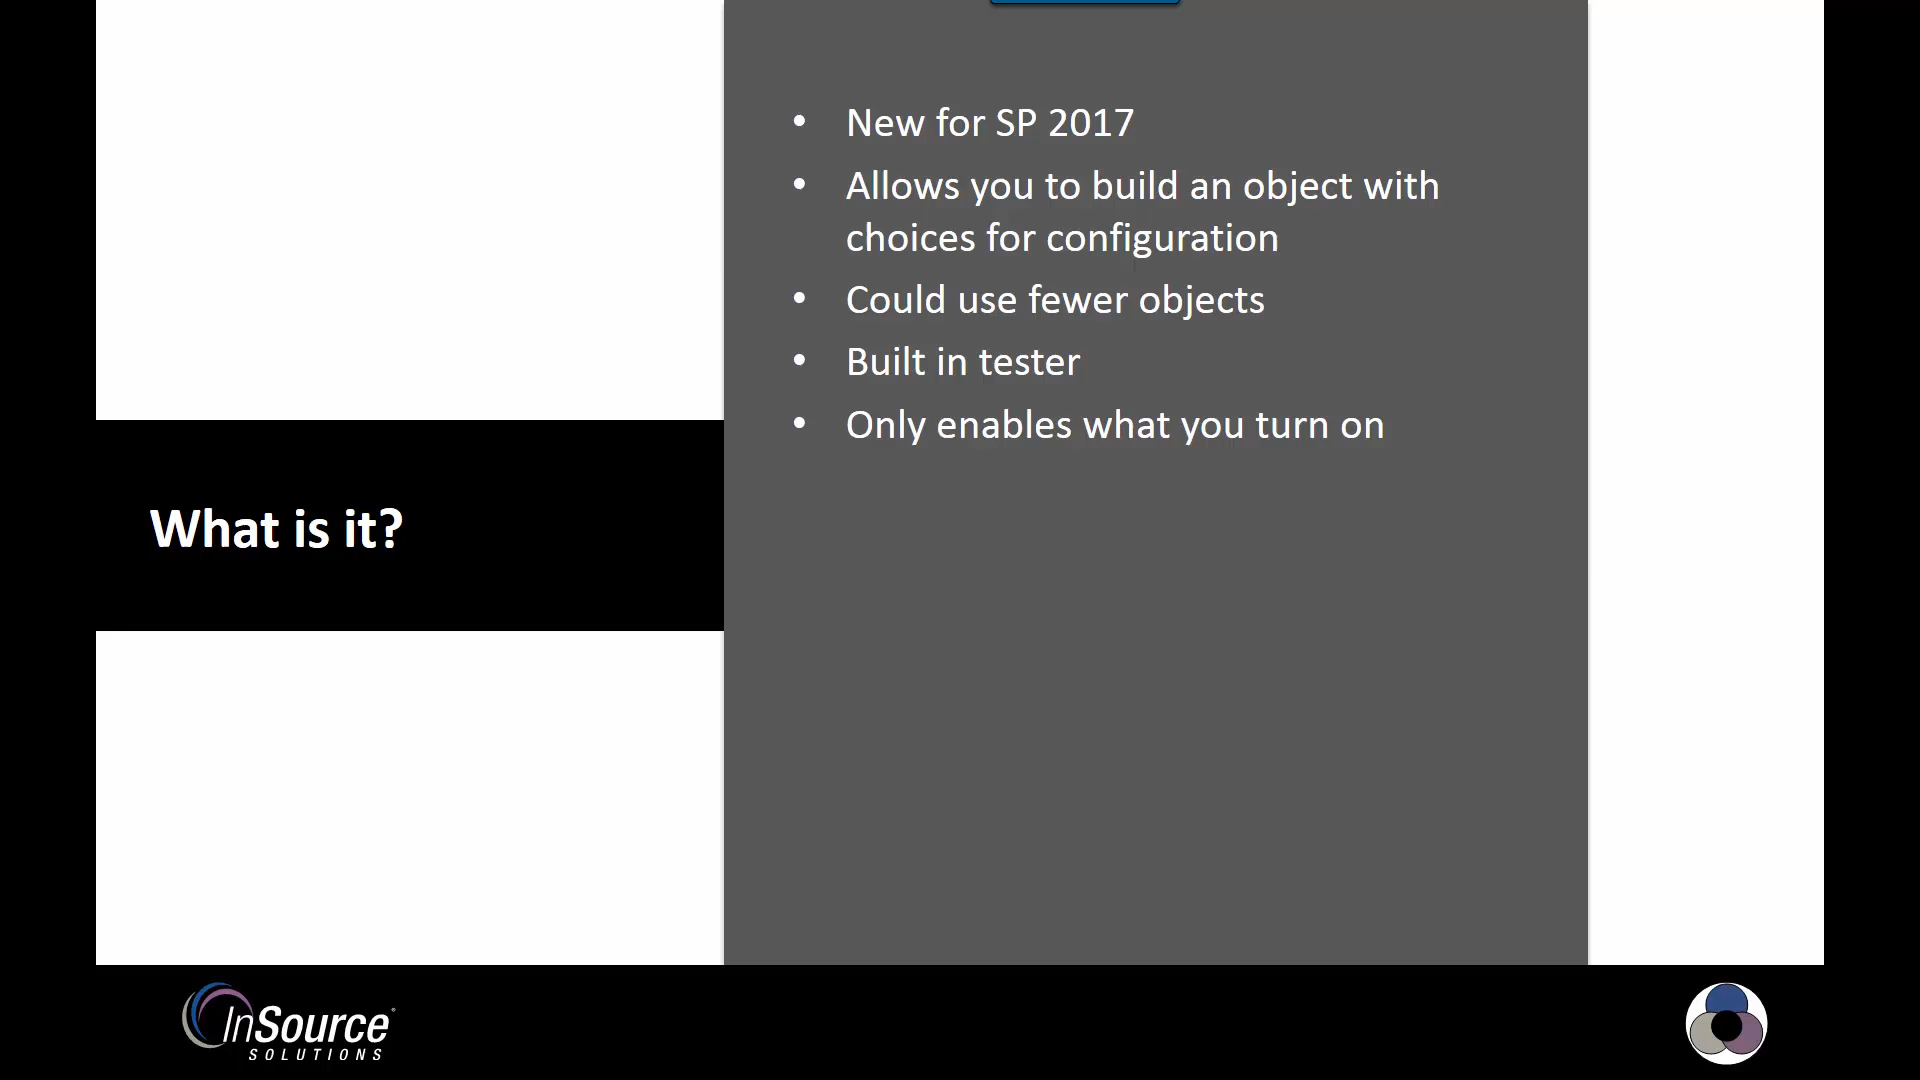 • New for SP 2017
• Allows you to build an object with
choices for configuration
• Could use fewer objects
• Built in tester
• Only enables what you turn on
What is it?
InSource
SOLUTIONS